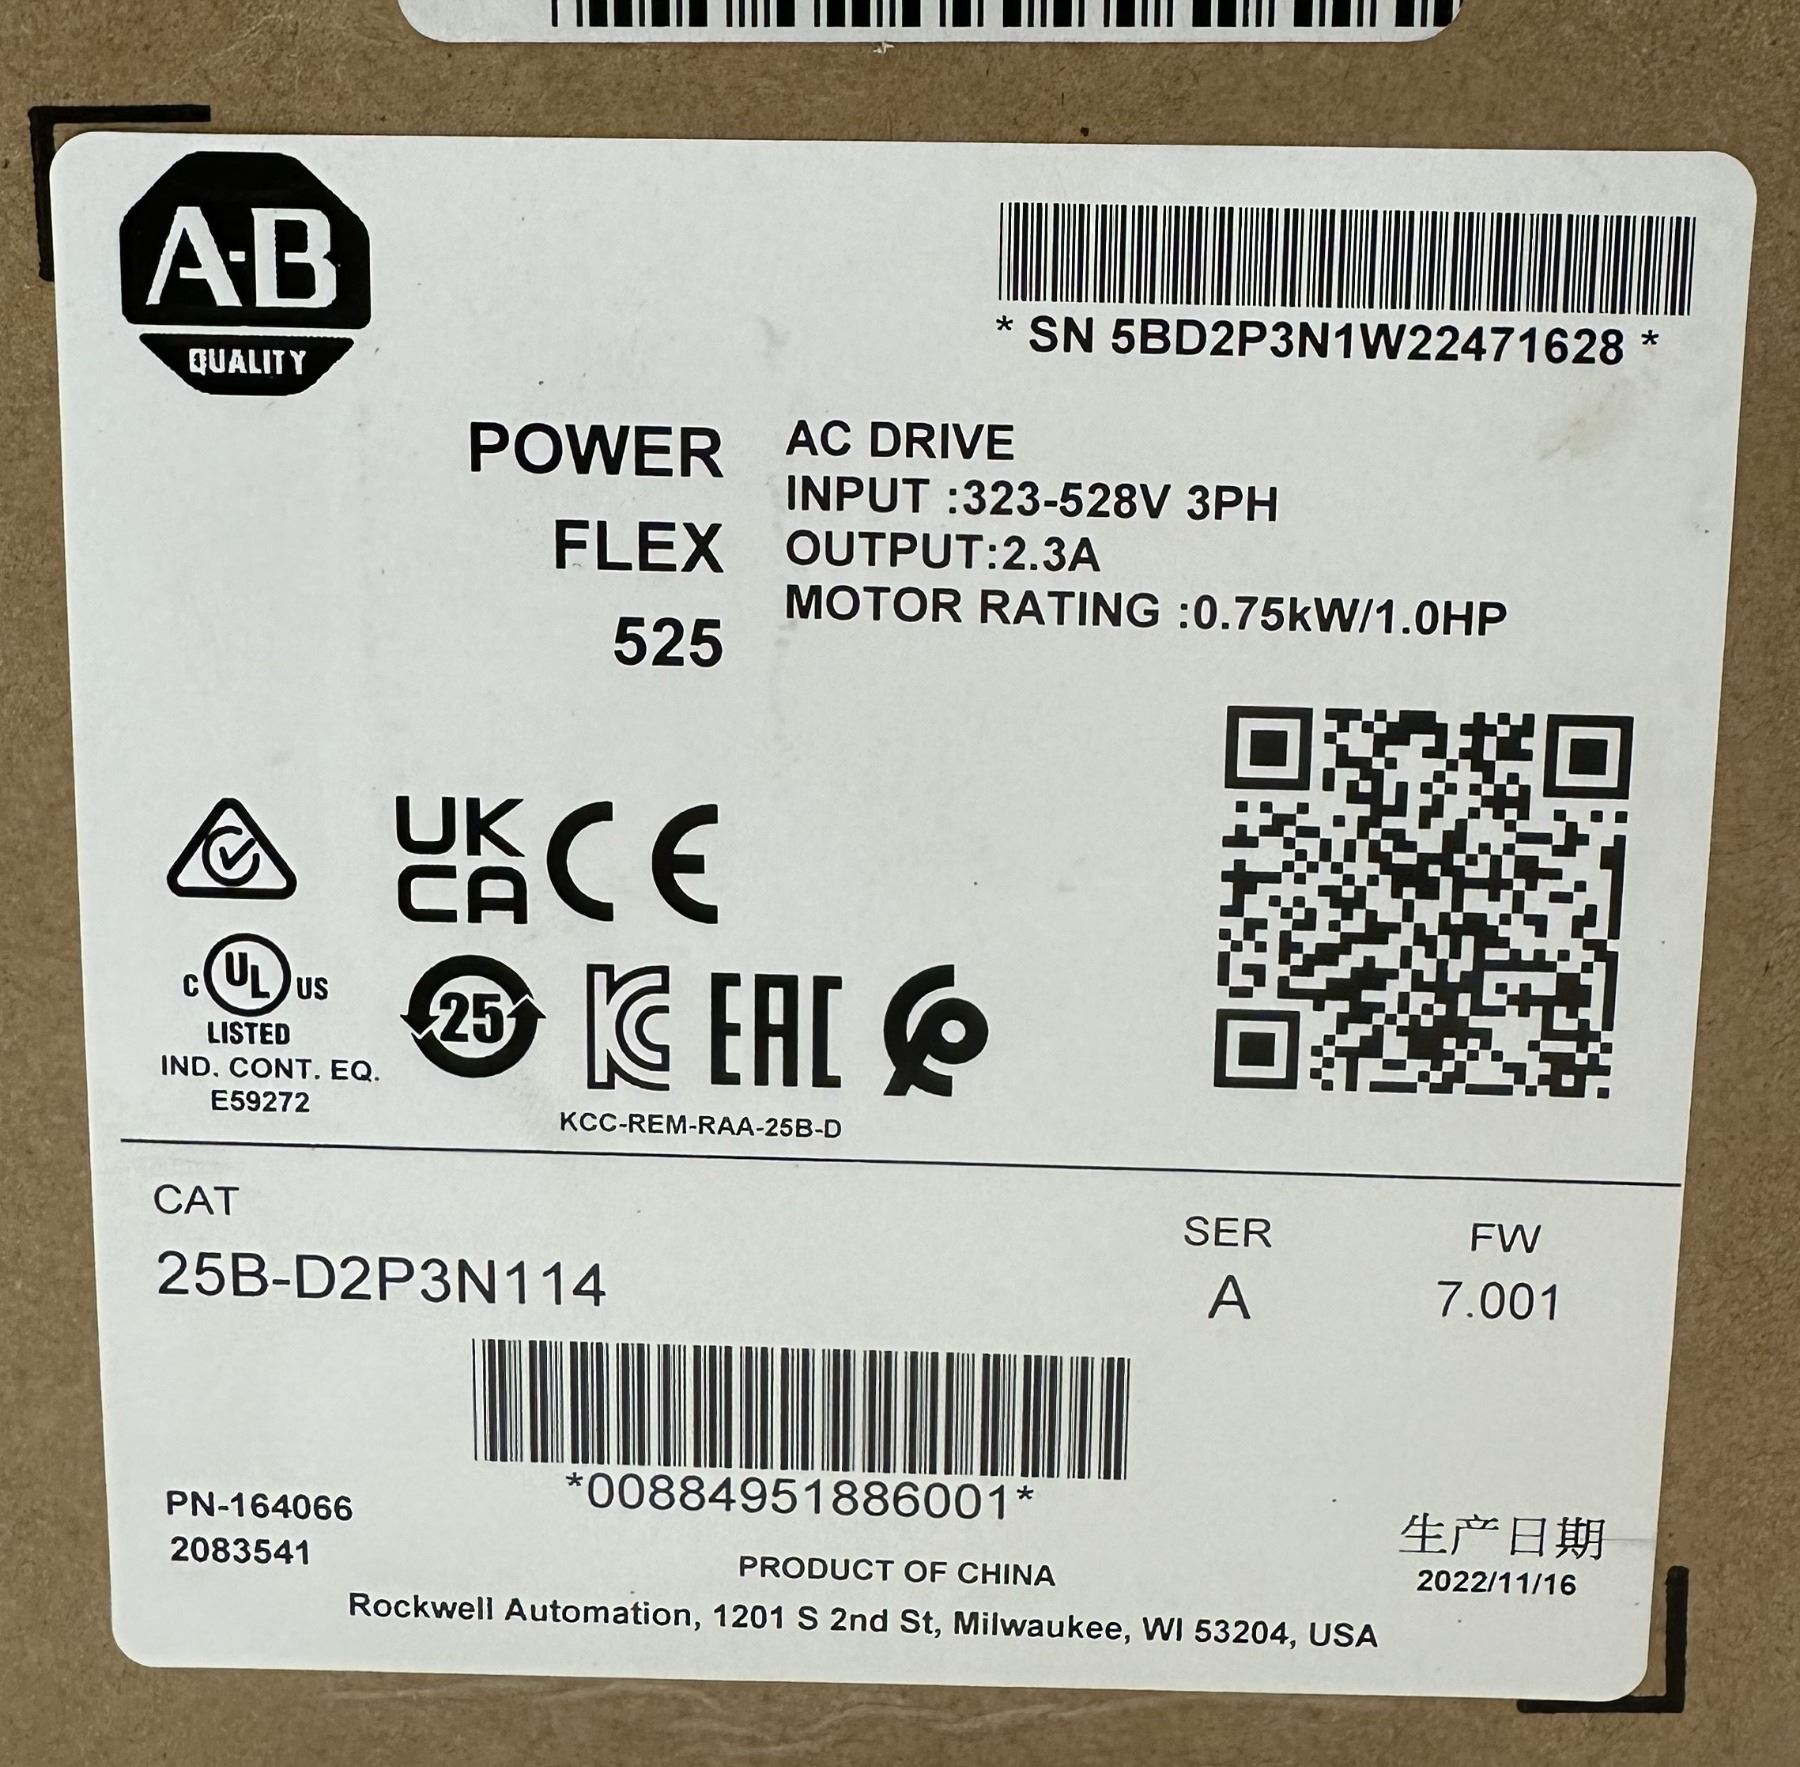 A-B
QUALITY
* SN 5BD2P3N1W22471628 *
POWER
FLEX
525
AC DRIVE
INPUT :323-528V 3PH
OUTPUT:2.3A
MOTOR RATING :0.75kW/1.0HP
UK
CA
CE
C UL US
LISTED
IND. CONT. EQ.
E59272
25
KC
EAC
KCC-REM-RAA-25B-D
CAT
25B-D2P3N114
SER
A
FW
7.001
*00884951886001*
PN-164066
2083541
生产日期
2022/11/16
PRODUCT OF CHINA
Rockwell Automation, 1201 S 2nd St, Milwaukee, WI 53204, USA